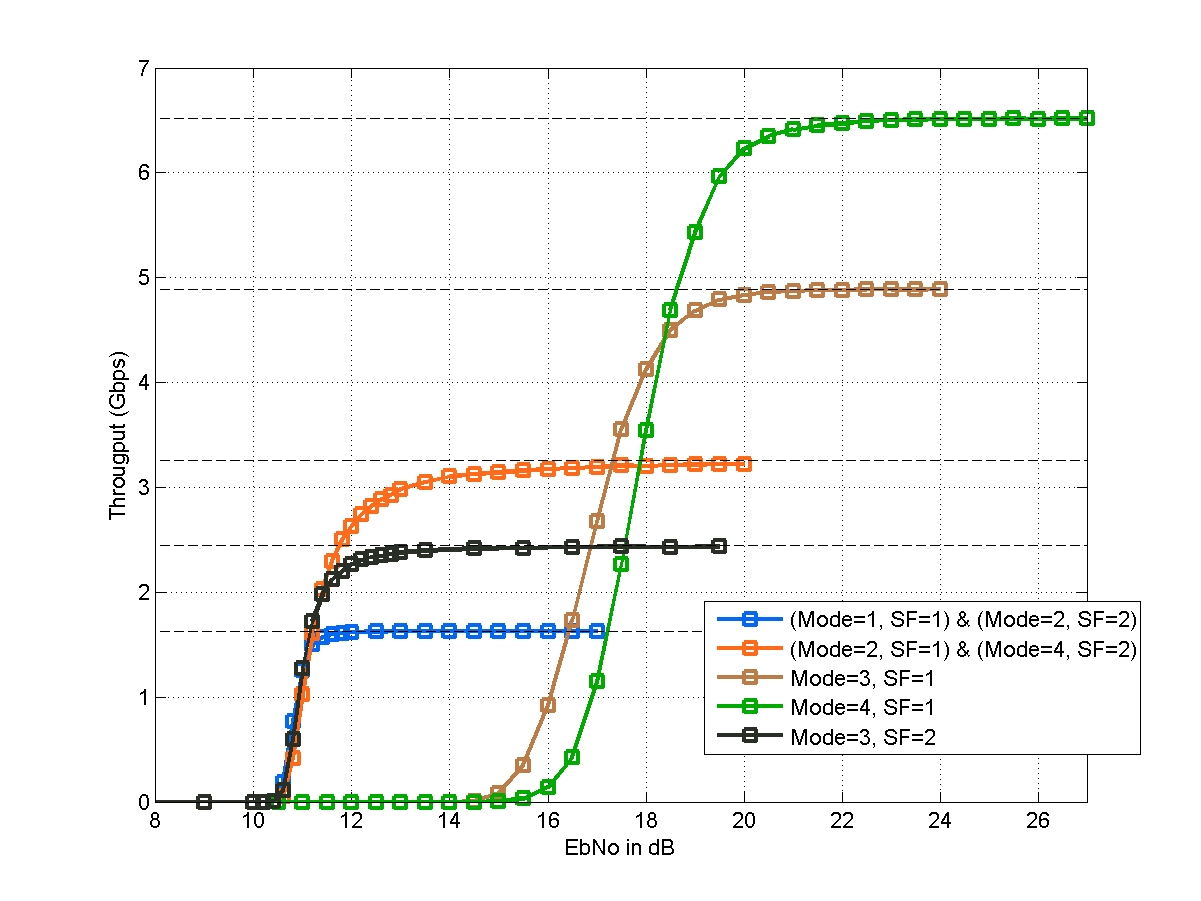 7
6
5
4
3
2
1
0
8 10 12 14 16 18 20 22 24 26
Througput (Gbps)
EbNo in dB
(Mode=1, SF=1) & (Mode=2, SF=2)
(Mode=2, SF=1) & (Mode=4, SF=2)
Mode=3, SF=1
Mode=4, SF=1
Mode=3, SF=2